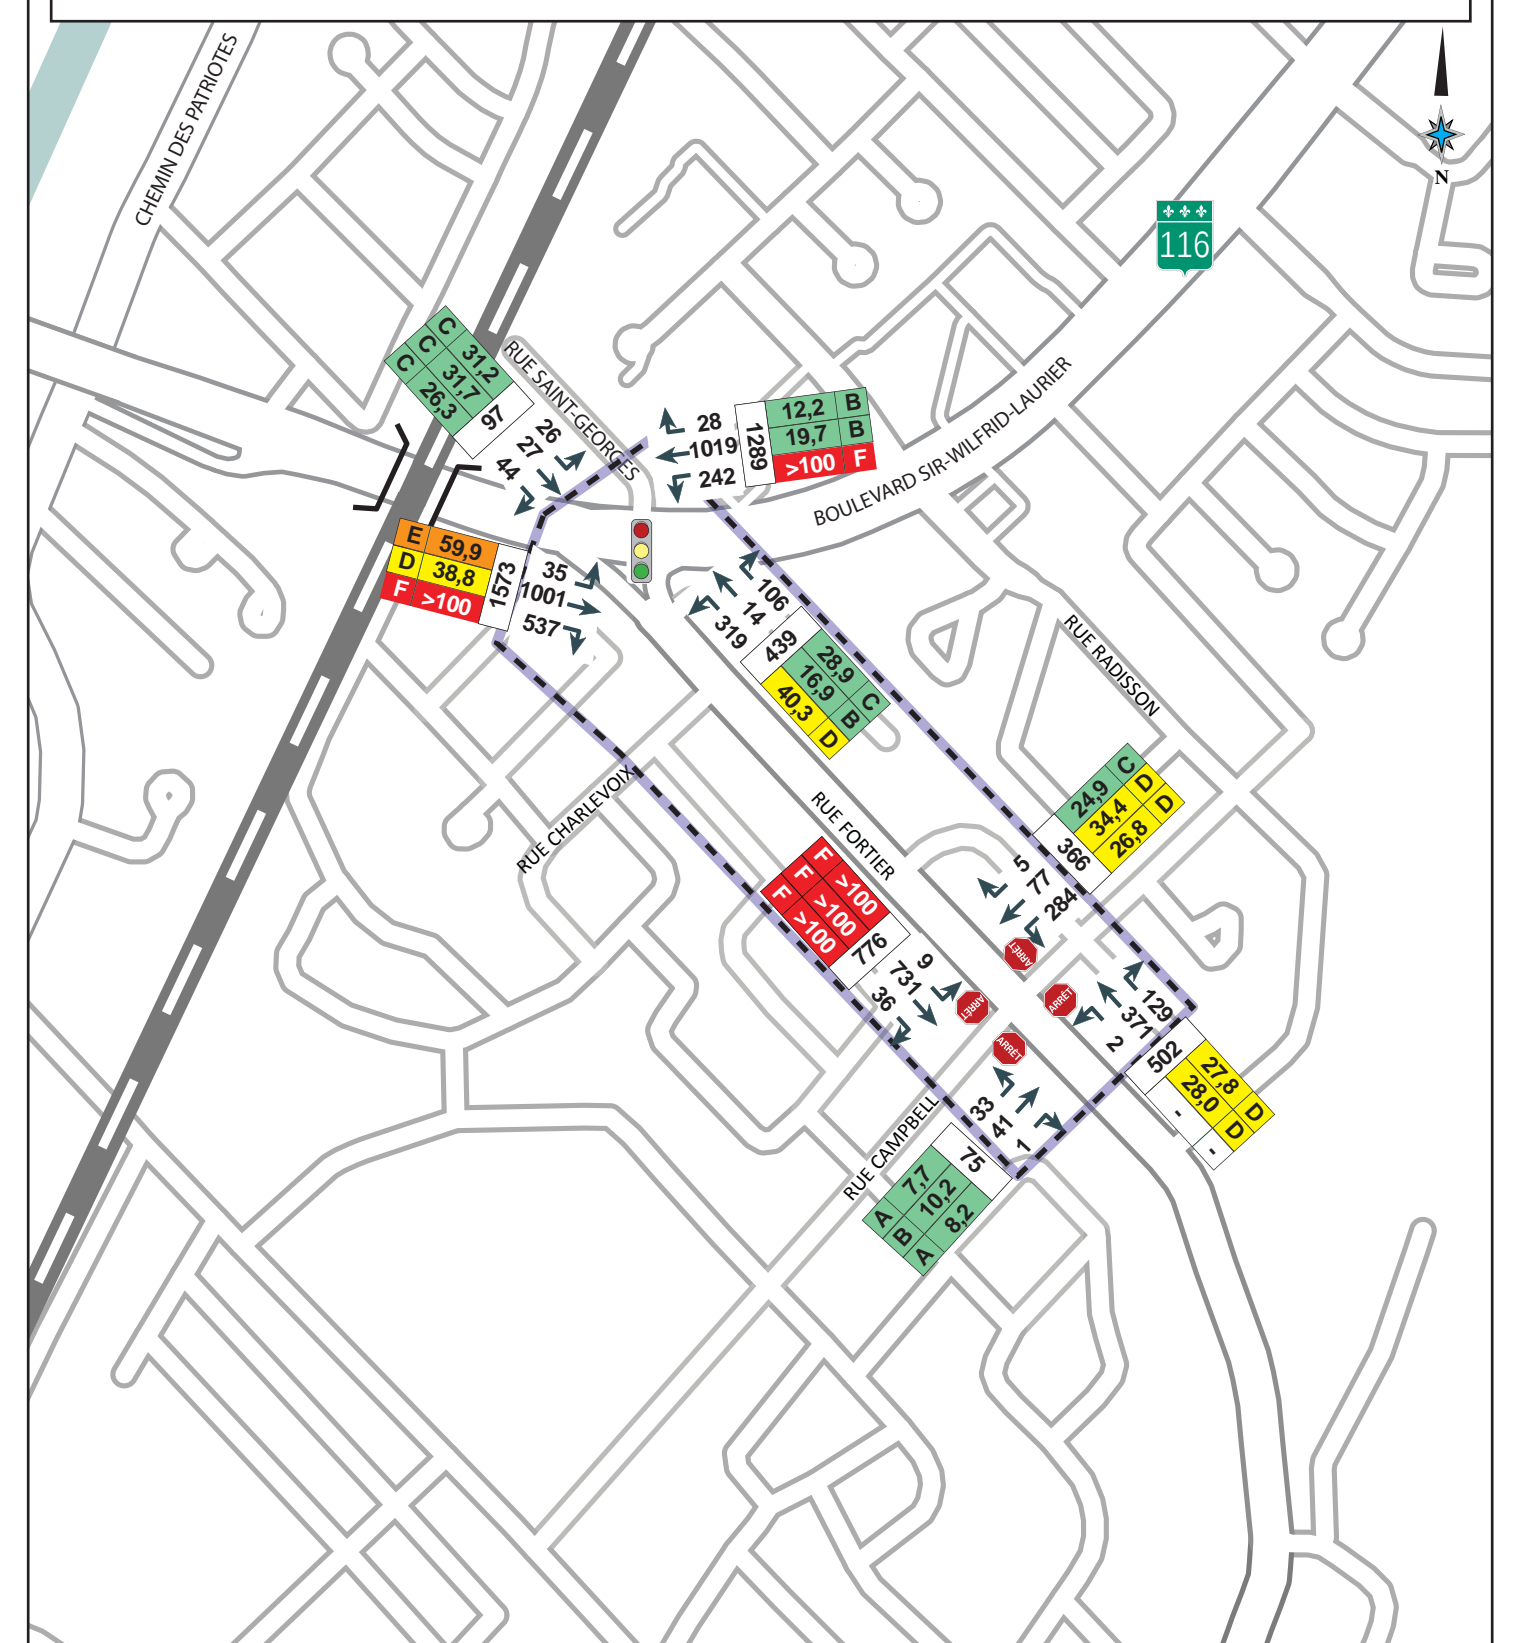 CHEMIN DES PATRIOTES
N
116
RUE SAINT-GEORGES
BOULEVARD SIR-WILFRID-LAURIER
C 31,2
C 31,7
C 26,3
97
26
27
44
28
1019
242
1289
12,2 B
19,7 B
>100 F
E 59,9
D 38,8
F >100
1573
35
1001
537
106
14
319
439
28,9 C
16,9 B
40,3 D
RUE RADISSON
RUE CHARLEVOIX
RUE FORTIER
24,9 C
34,4 D
26,8 D
366
5
77
284
ARRÊT
F >100
F >100
F >100
776
9
731
36
ARRÊT
ARRÊT
129
371
2
502
27,8 D
28,0 D
- -
ARRÊT
33
41
1
75
RUE CAMPBELL
A 7,7
B 10,2
A 8,2